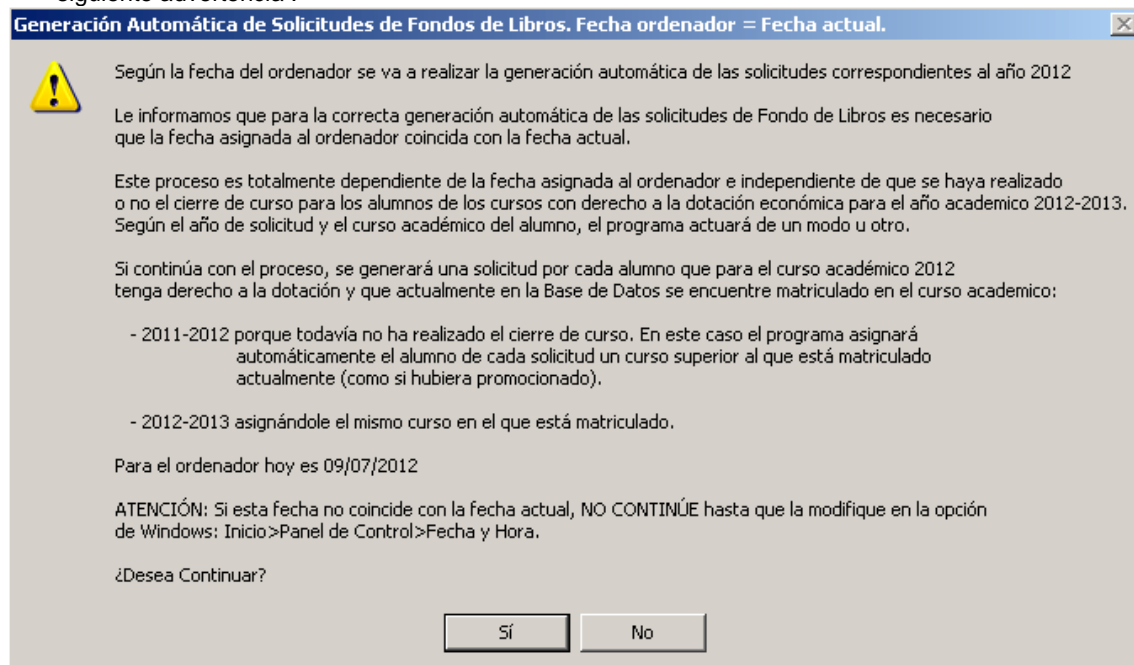 siguiente advertencia :
Generación Automática de Solicitudes de Fondos de Libros. Fecha ordenador = Fecha actual.
Según la fecha del ordenador se va a realizar la generación automática de las solicitudes correspondientes al año 2012
Le informamos que para la correcta generación automática de las solicitudes de Fondo de Libros es necesario
que la fecha asignada al ordenador coincida con la fecha actual.
Este proceso es totalmente dependiente de la fecha asignada al ordenador e independiente de que se haya realizado
o no el cierre de curso para los alumnos de los cursos con derecho a la dotación económica para el año academico 2012-2013.
Según el año de solicitud y el curso académico del alumno, el programa actuará de un modo u otro.
Si continúa con el proceso, se generará una solicitud por cada alumno que para el curso académico 2012
tenga derecho a la dotación y que actualmente en la Base de Datos se encuentre matriculado en el curso academico:
- 2011-2012 porque todavía no ha realizado el cierre de curso. En este caso el programa asignará
automáticamente el alumno de cada solicitud un curso superior al que está matriculado
actualmente (como si hubiera promocionado).
- 2012-2013 asignándole el mismo curso en el que está matriculado.
Para el ordenador hoy es 09/07/2012
ATENCIÓN: Si esta fecha no coincide con la fecha actual, NO CONTINÚE hasta que la modifique en la opción
de Windows: Inicio>Panel de Control>Fecha y Hora.
¿Desea Continuar?
Sí No